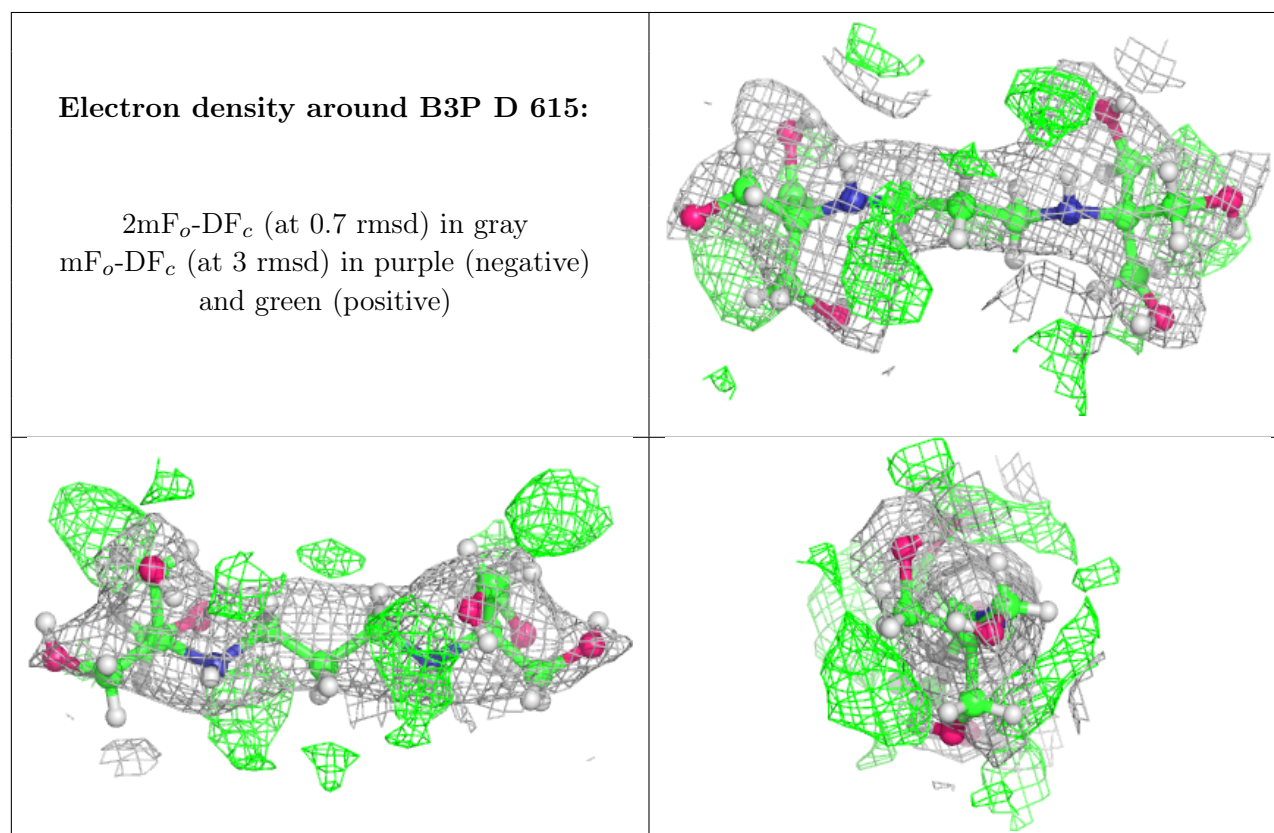 Electron density around B3P D 615:
2mFo-DFc (at 0.7 rmsd) in gray
mFo-DFc (at 3 rmsd) in purple (negative)
and green (positive)